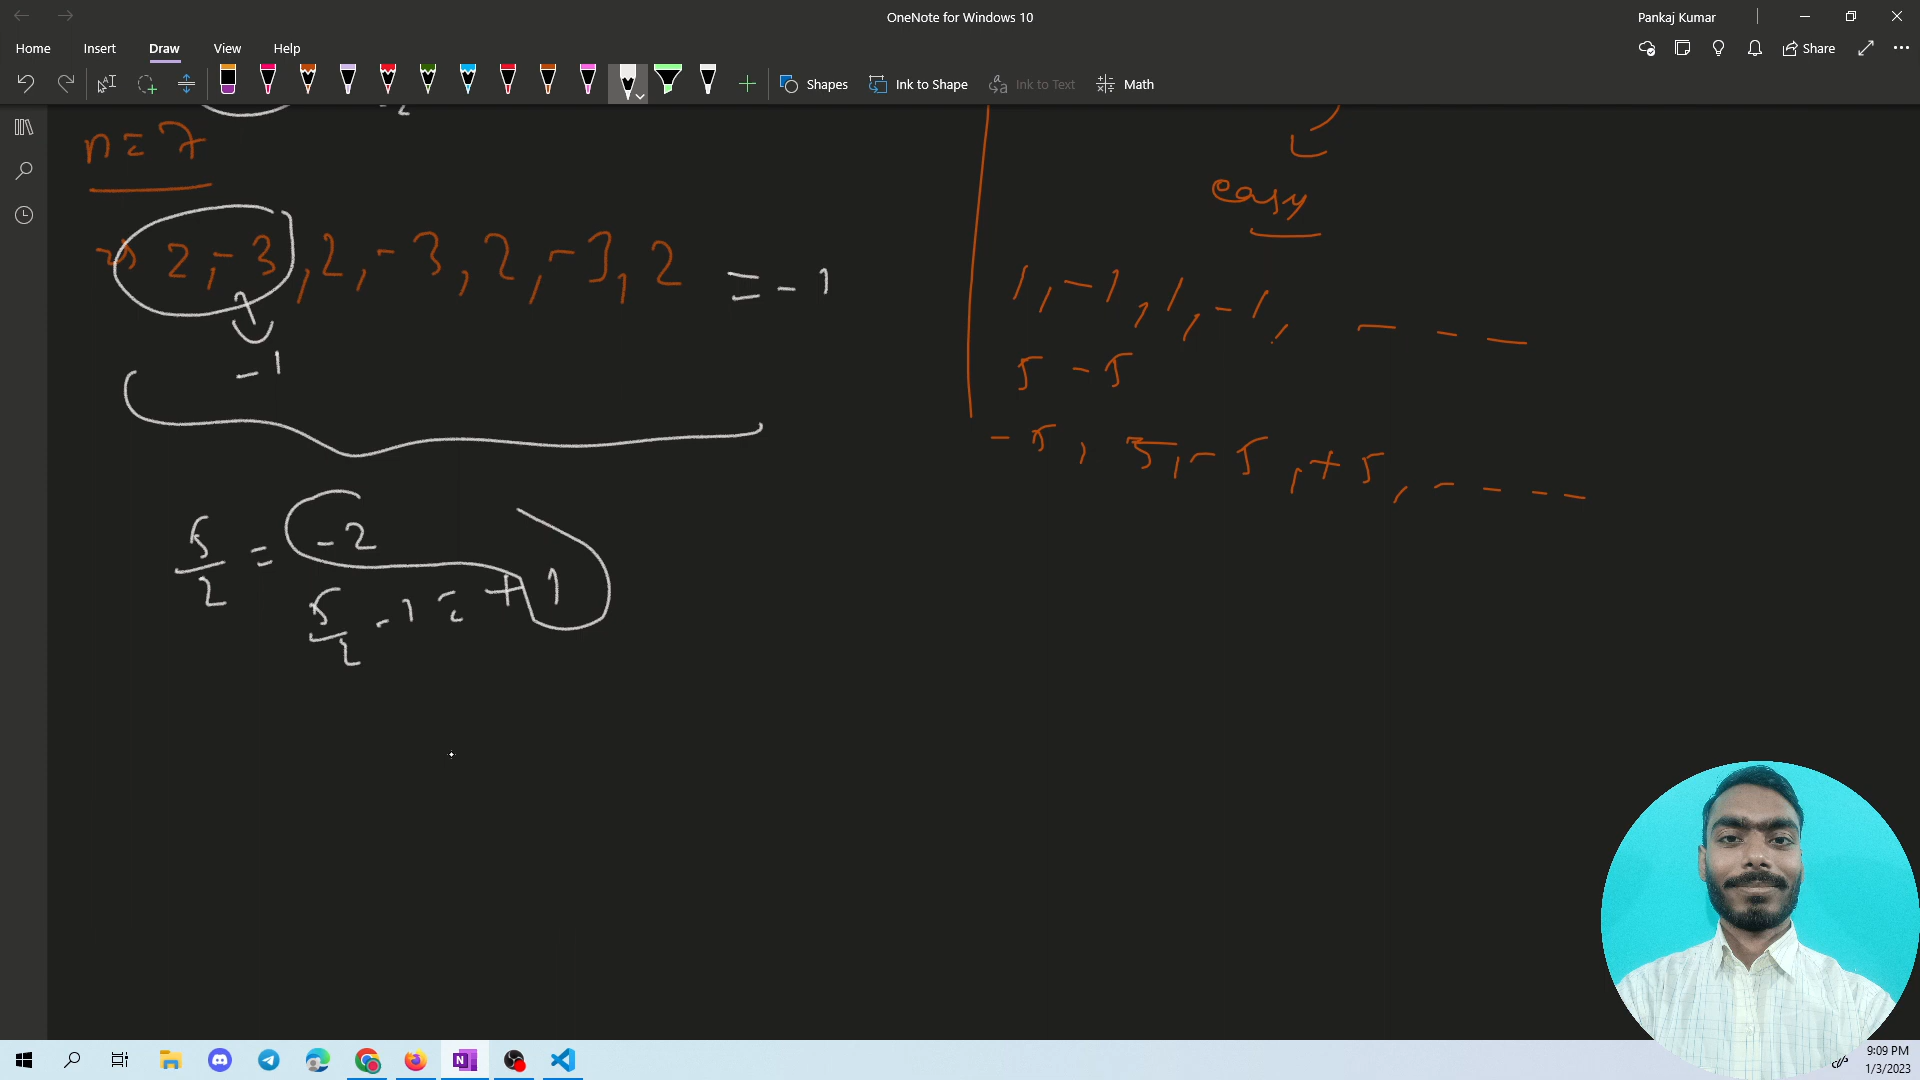 OneNote for Windows 10
Pankaj Kumar
Home Insert Draw View Help
Share
Shapes Ink to Shape Ink to Text Math
2
n = 7
2, -3, 2, -3, 2, -3, 2 = -1
-1
5/2 = -2
5/2 - 1 = + 1
easy
1, -1, 1, -1, - - -
5 - 5
-5, 5, -5, +5, - - - -
9:09 PM
1/3/2023